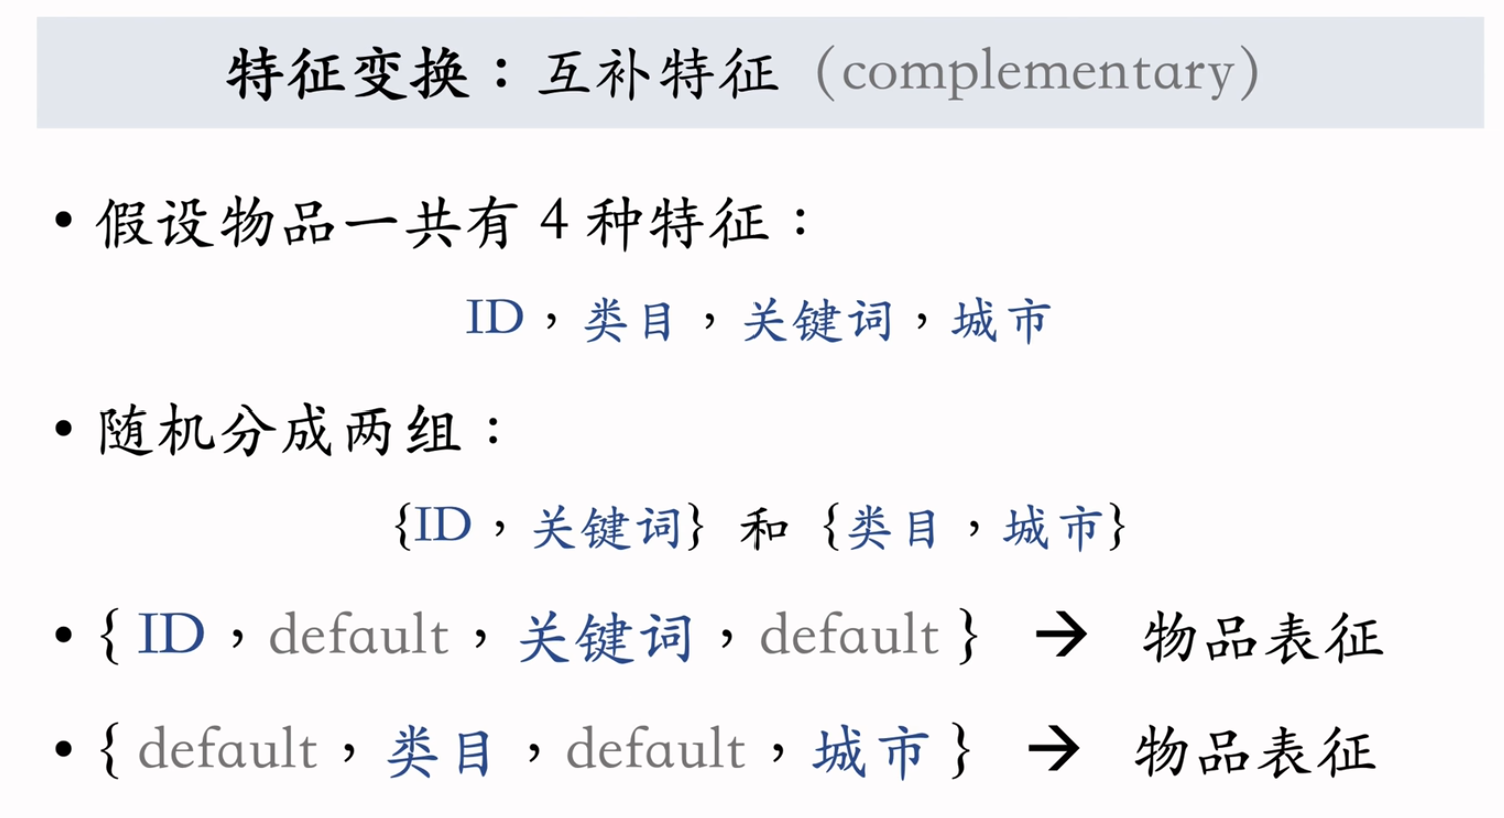 特征变换：互补特征（complementary）
• 假设物品一共有 4 种特征：
ID，类目，关键词，城市
• 随机分成两组：
{ID，关键词} 和 {类目，城市}
• { ID，default，关键词，default } → 物品表征
• { default，类目，default，城市 } → 物品表征